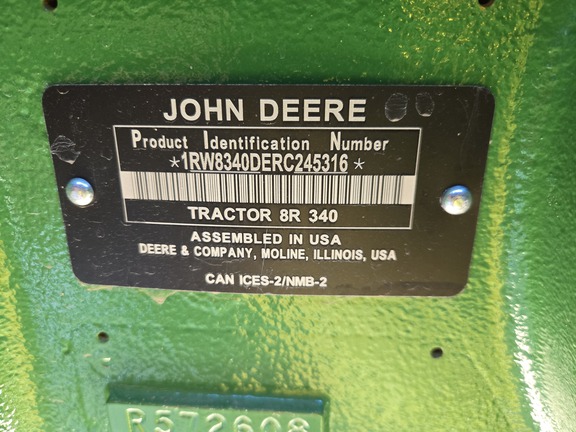 JOHN DEERE
Product Identification Number
*1RW8340DERC245316*
TRACTOR 8R 340
ASSEMBLED IN USA
DEERE & COMPANY, MOLINE, ILLINOIS, USA
CAN ICES-2/NMB-2
R572608